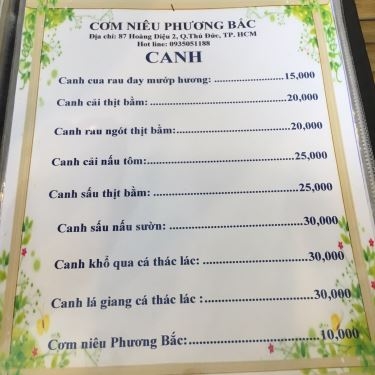 CƠM NIÊU PHƯƠNG BẮC
Địa chỉ: 87 Hoàng Diệu 2, Q.Thủ Đức, TP. HCM
Hot line: 0935051188
CANH
Canh cua rau đay mướp hương:................15,000
Canh cải thịt bằm:................20,000
Canh rau ngót thịt bằm:................20,000
Canh cải nấu tôm:................25,000
Canh sấu thịt bằm:................25,000
Canh sấu nấu sườn:................30,000
Canh khổ qua cá thác lác:................30,000
Canh lá giang cá thác lác :................30,000
Cơm niêu Phương Bắc:................10,000